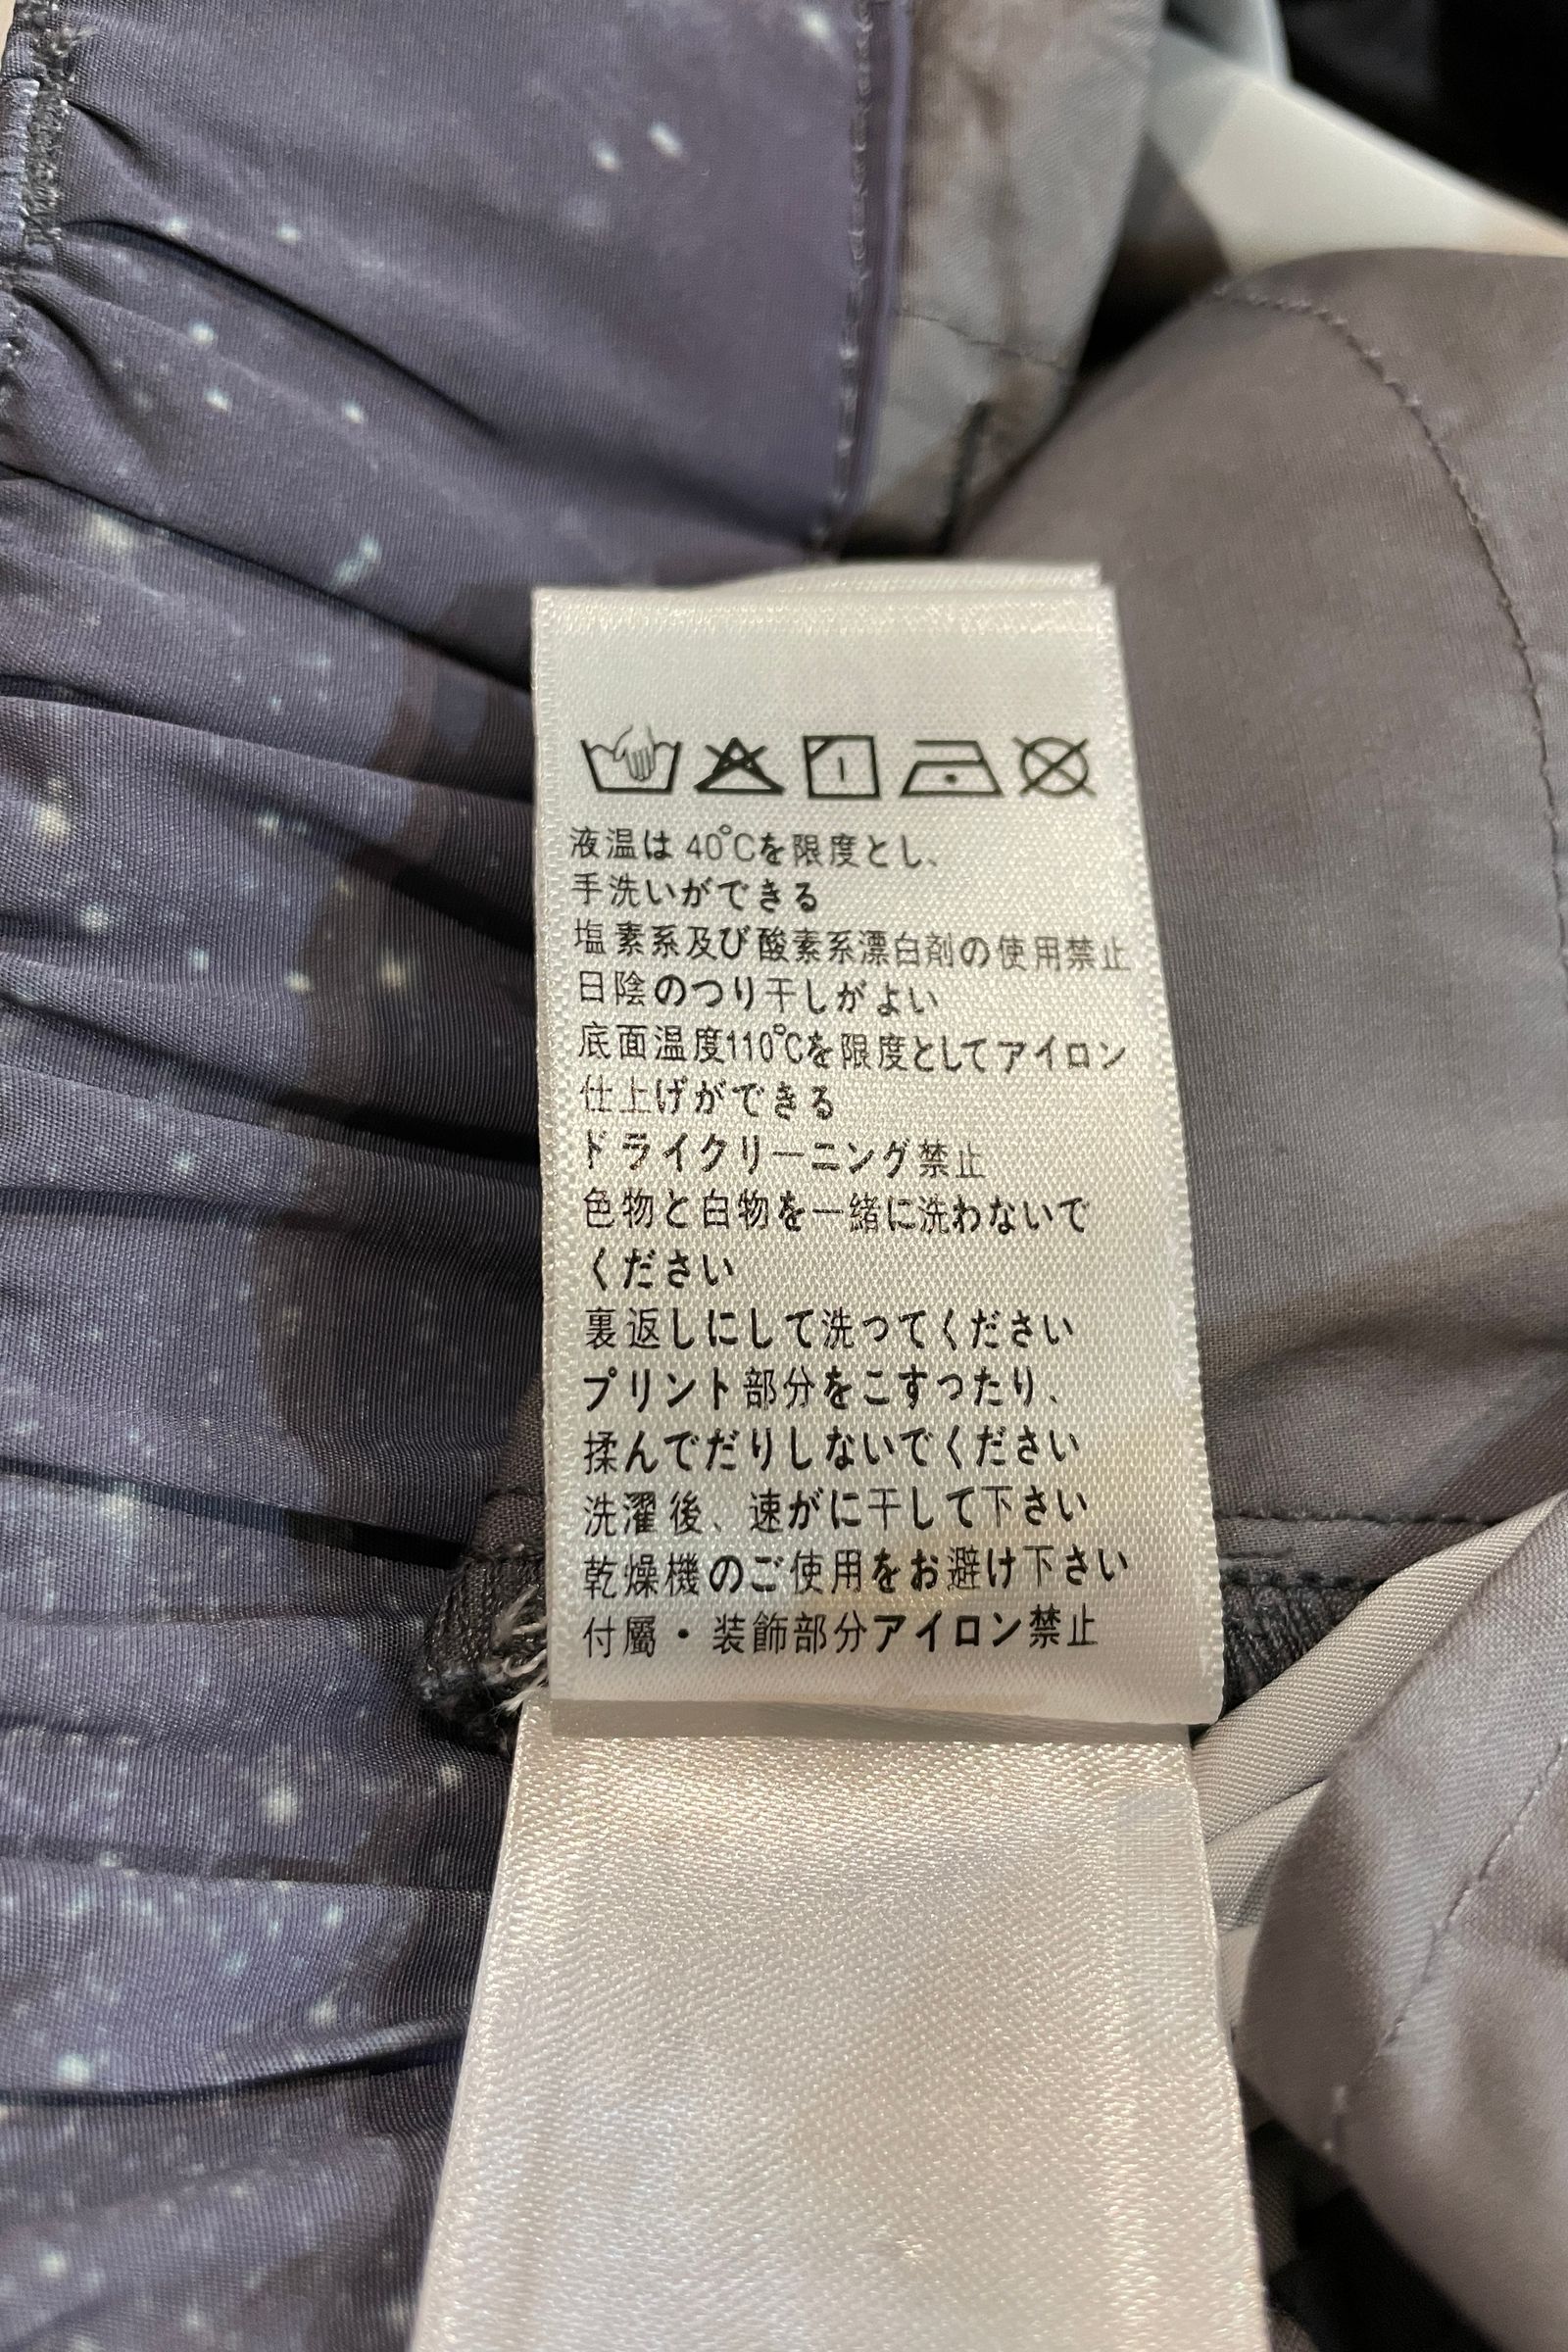 液温は 40℃を限度とし、
手洗いができる
塩素系及び酸素系漂白剤の使用禁止
日陰のつり干しがよい
底面温度110℃を限度としてアイロン
仕上げができる
ドライクリーニング禁止
色物と白物を一緒に洗わないで
ください
裏返しにして洗ってください
プリント部分をこすったり、
揉んでだりしないでください
洗濯後、速がに干して下さい
乾燥機のご使用をお避け下さい
付屬・装飾部分アイロン禁止